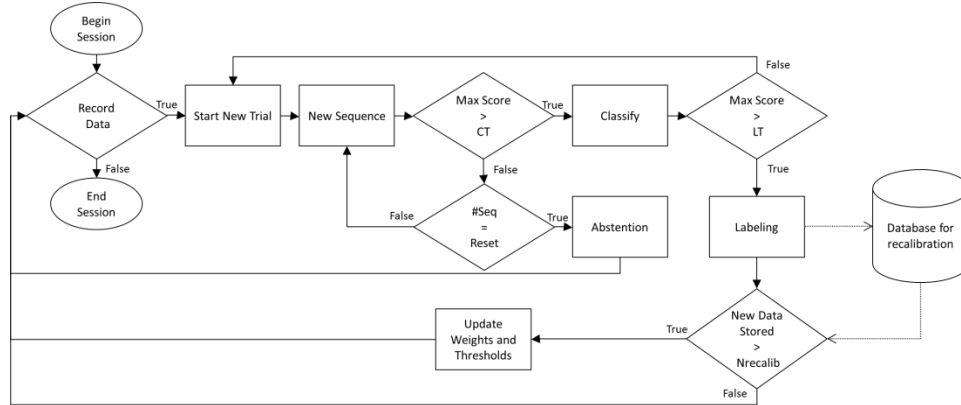 Begin
Session
Record
Data
True
False
End
Session
Start New Trial
New Sequence
Max Score
>
CT
True
False
Classify
Max Score
>
LT
False
True
#Seq
=
Reset
False
True
Abstention
Labeling
Database for
recalibration
New Data
Stored
>
Nrecalib
True
False
Update
Weights and
Thresholds